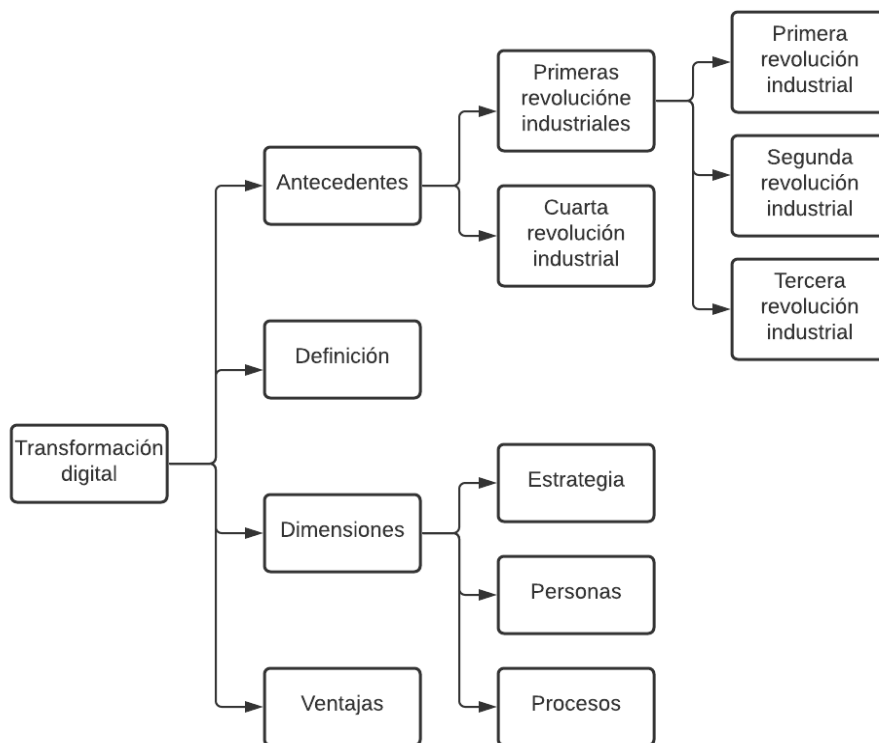 Transformación
digital
Antecedentes
Primeras
revolucióne
industriales
Primera
revolución
industrial
Segunda
revolución
industrial
Tercera
revolución
industrial
Cuarta
revolución
industrial
Definición
Dimensiones
Estrategia
Personas
Procesos
Ventajas